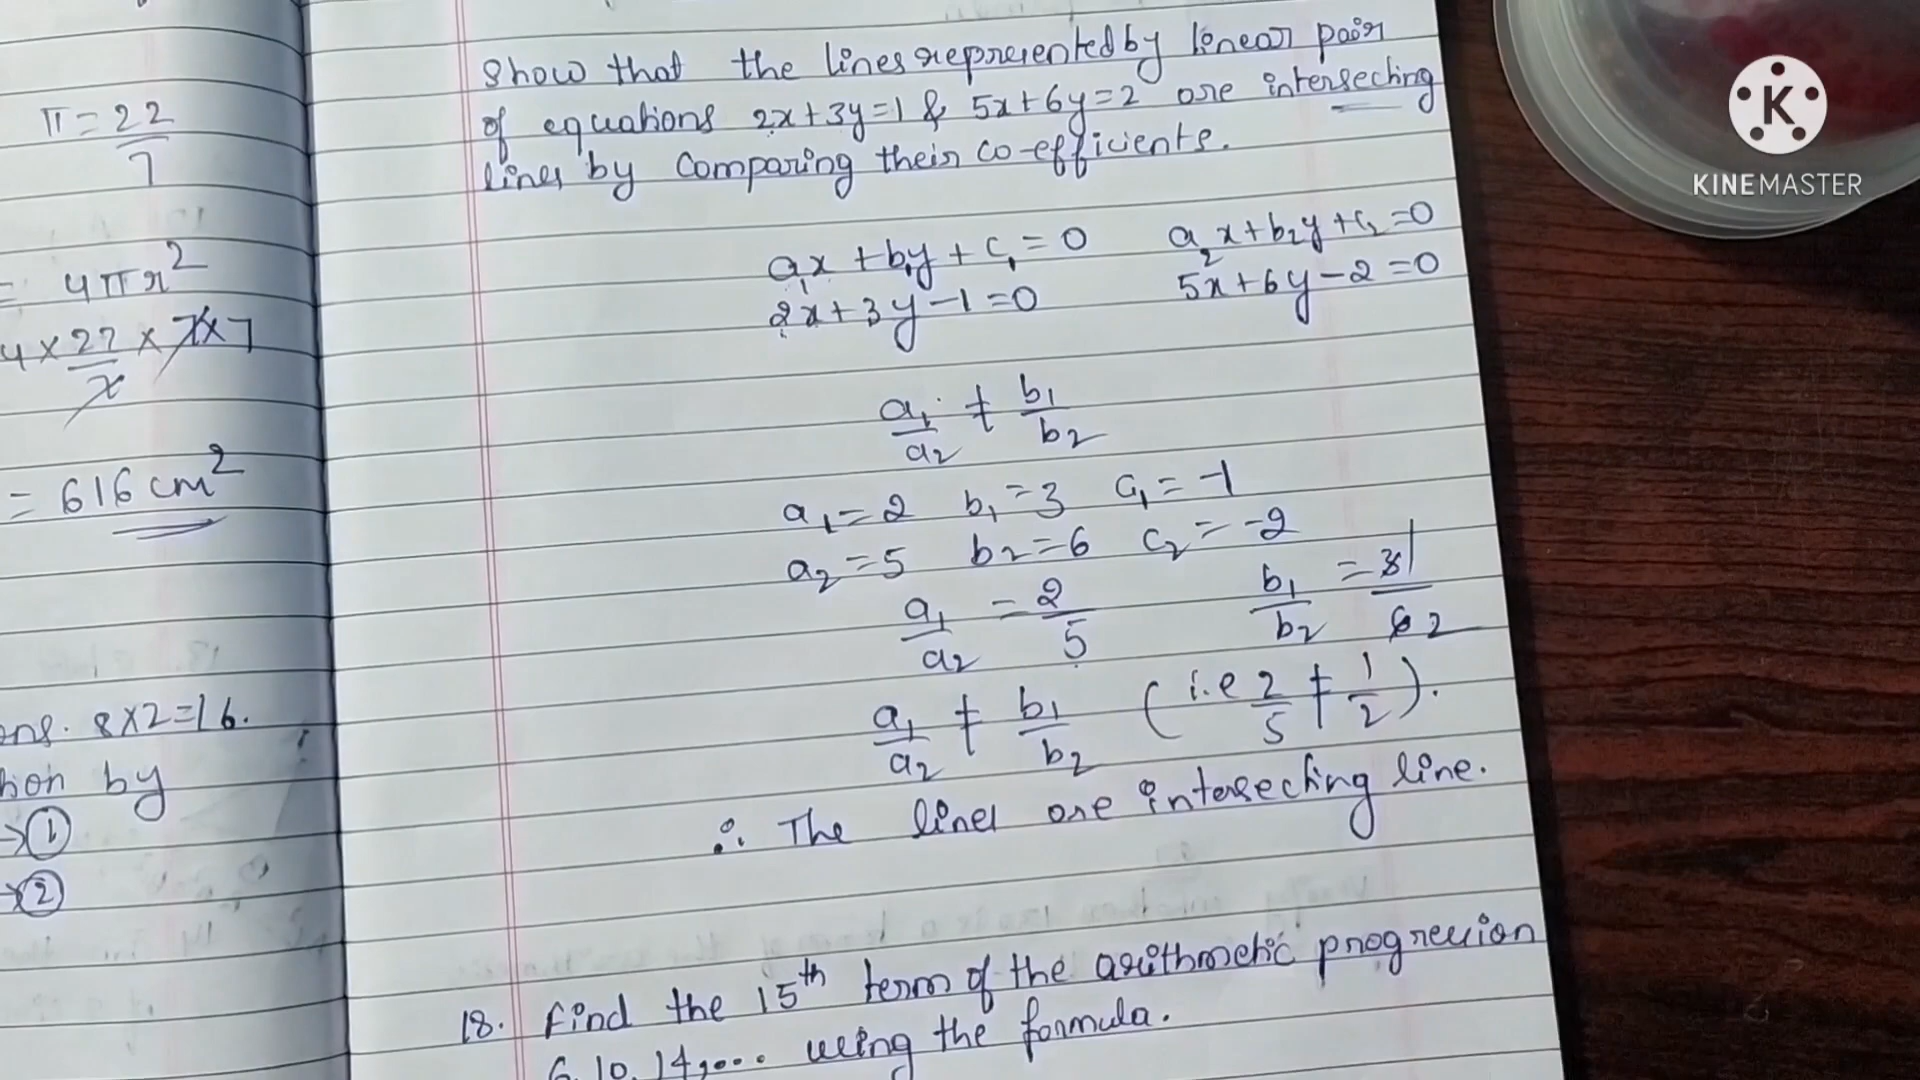 π = 22/7
= 4πr²
4 × 22/7 × 7 × 7
= 616 cm²
ons. 8×2=16.
by
→ ①
→ ②
Show that the lines represented by linear pair
of equations 2x+3y=1 & 5x+6y=2 are intersecting
lines by comparing their co-efficients.
a₁x + b₁y + c₁ = 0 a₂x + b₂y + c₂ = 0
2x + 3y - 1 = 0 5x + 6y - 2 = 0
a₁/a₂ ≠ b₁/b₂
a₁ = 2 b₁ = 3 c₁ = -1
a₂ = 5 b₂ = 6 c₂ = -2
a₁/a₂ = 2/5 b₁/b₂ = 3 1/6 2
a₁/a₂ ≠ b₁/b₂ (i.e 2/5 ≠ 1/2).
∴ The lines are intersecting line.
18. Find the 15th term of the arithmetic progression
6, 10, 14,... using the formula.
K
KINEMASTER